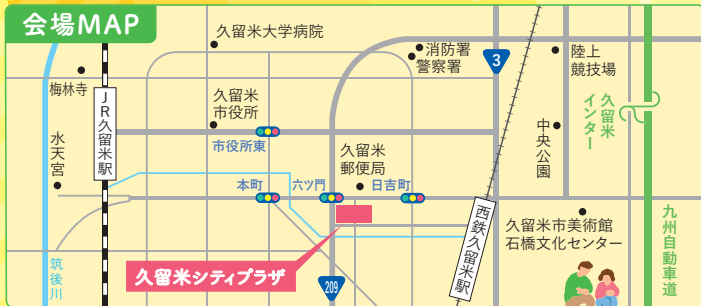 会場MAP
久留米大学病院
消防署
警察署
3
陸上
競技場
久留米
インター
梅林寺
JR久留米駅
久留米
市役所
市役所東
水天宮
久留米
郵便局
中央公園
本町
六ツ門
日吉町
西鉄久留米駅
久留米市美術館
石橋文化センター
九州自動車道
筑後川
久留米シティプラザ
209